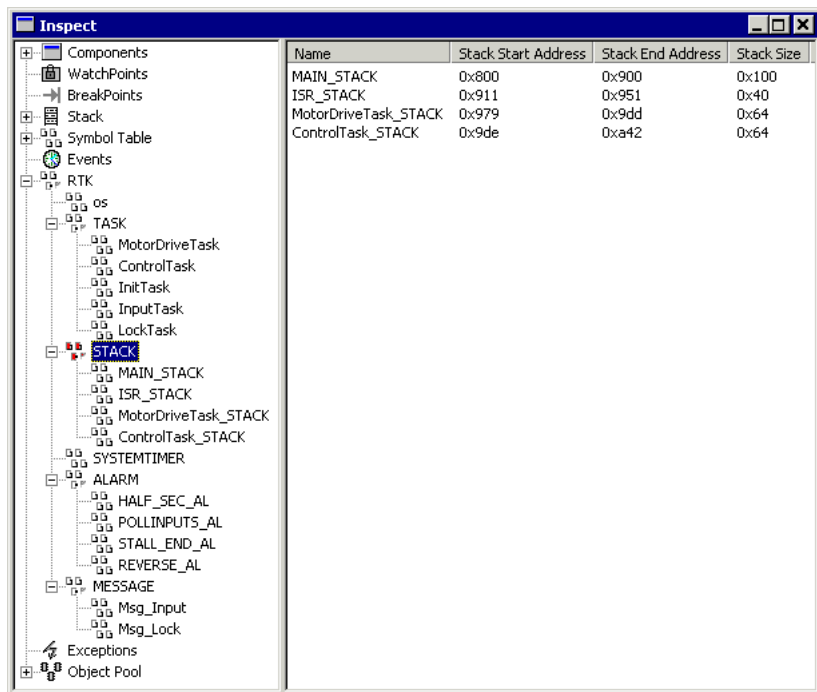 Inspect
Components
WatchPoints
BreakPoints
Stack
Symbol Table
Events
RTK
os
TASK
MotorDriveTask
ControlTask
InitTask
InputTask
LockTask
STACK
MAIN_STACK
ISR_STACK
MotorDriveTask_STACK
ControlTask_STACK
SYSTEMTIMER
ALARM
HALF_SEC_AL
POLLINPUTS_AL
STALL_END_AL
REVERSE_AL
MESSAGE
Msg_Input
Msg_Lock
Exceptions
Object Pool
Name Stack Start Address Stack End Address Stack Size
MAIN_STACK 0x800 0x900 0x100
ISR_STACK 0x911 0x951 0x40
MotorDriveTask_STACK 0x979 0x9dd 0x64
ControlTask_STACK 0x9de 0xa42 0x64